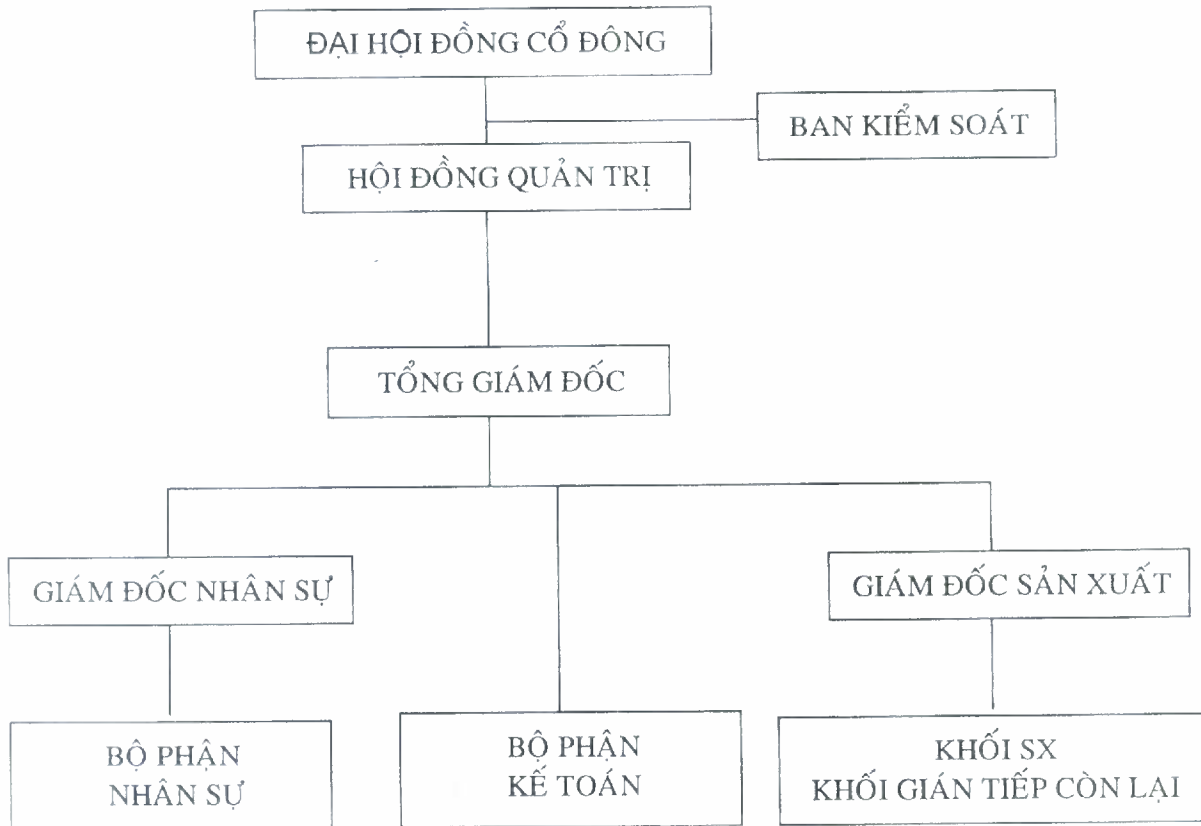 ĐẠI HỘI ĐỒNG CỔ ĐÔNG
BAN KIỂM SOÁT
HỘI ĐỒNG QUẢN TRỊ
TỔNG GIÁM ĐỐC
GIÁM ĐỐC NHÂN SỰ
GIÁM ĐỐC SẢN XUẤT
BỘ PHẬN
NHÂN SỰ
BỘ PHẬN
KẾ TOÁN
KHỐI SX
KHỐI GIÁN TIẾP CÒN LẠI